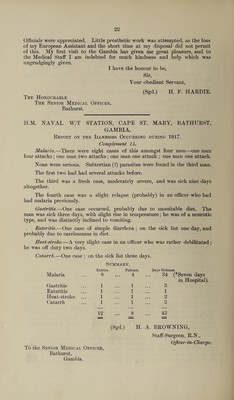 22
Officials were appreciated. Little prosthetic work was attempted, as the loss
of my European Assistant and the short time at my disposal did not permit
of this. My first visit to the Gambia has given me great pleasure, and to
the Medical Staff I am indebted for much kindness and help which was
ungrudgingly given.
I have the honour to be,
Sir,
Your obedient Servant,
(Sgd.) H. F. HARDIE.
The Honourable
The Senior Medical Officer,
Bathurst.
H.M. NAVAL W/T STATION, CAPE ST. MARY, BATHURST,
GAMBIA.
Report on the Illnesses Occurring during 1917.
Complement 14.
Malaria.—There were eight cases of this amongst four men—one man
four attacks; one man two attacks; one man one attack; one man one attack.
None were serious. Subtertian (?) parasites were found in the third man.
The first two had had several attacks before.
The third was a fresh case, moderately severe, and was sick nine days
altogether.
The fourth case was a slight relapse (probably) in an officer who had
had malaria previously.
Gastritis.—One case occurred, probably due to unsuitable diet. The
man was sick three days, with slight rise in temperature; he was of a neurotic
type, and was distinctly inclined to vomiting.
Enteritis.—One case of simple diarrhœa; on the sick list one day, and
probably due to carelessness in diet.
Heat-stroke.—A very slight case in an officer who was rather debilitated;
he was off duty two days.
Catarrh.—One case; on the sick list three days.
Summary.
Cases. Patients. Days Sickness.
Malaria ... 8 ... 4 ... 34 (*Seven days
in Hospital).
Gastritis ... 1 ... 1 ... 3
Enteritis ... 1 ... 1 ... 1
Heat-stroke ... 1 ... 1 ... 2
Catarrh ... 1 ... 1 ... 3
12 8 43
(Sgd.) H. A. BROWNING,
Staff-Surgeon, R.N.,
Officer-in-Charge.
To the Senior Medical Officer,
Bathurst,
Gambia.